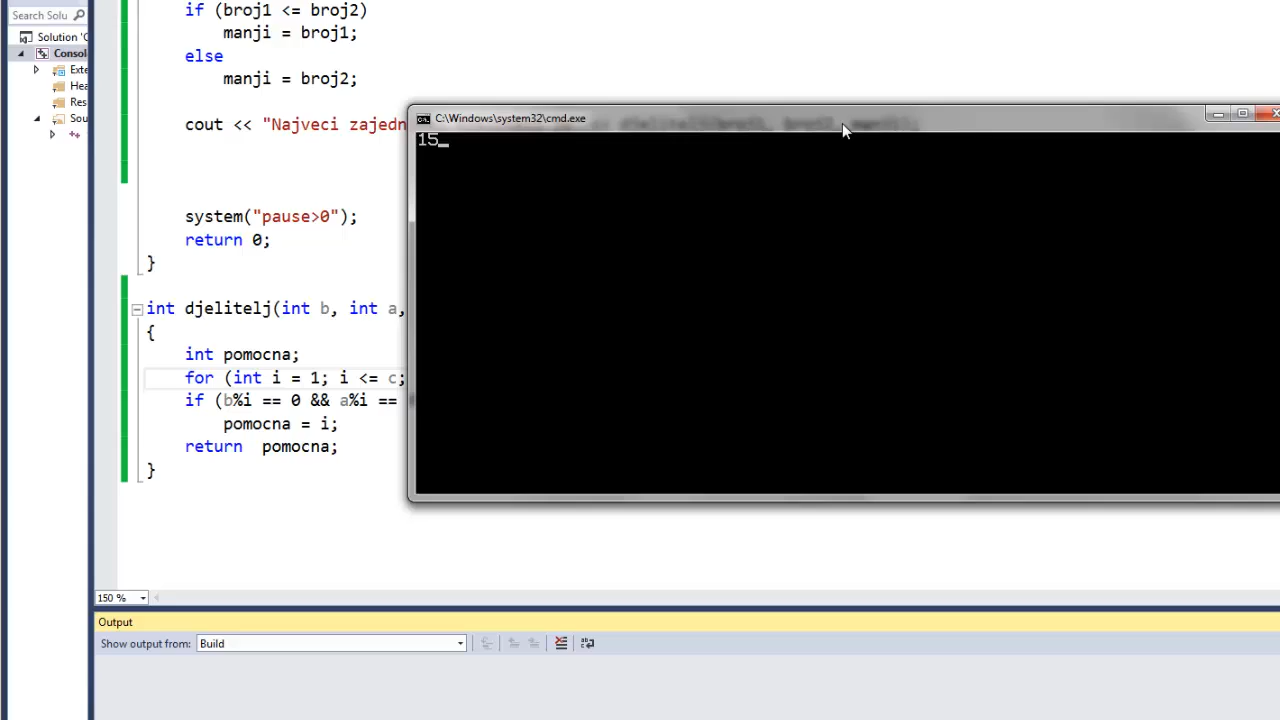 Search Solu
Solution 'C
Consol
Exte
Hea
Res
Sou
if (broj1 <= broj2)
manji = broj1;
else
manji = broj2;
cout << "Najveci zajedn
system("pause>0");
return 0;
}
int djelitelj(int b, int a,
{
int pomocna;
for (int i = 1; i <= c;
if (b%i == 0 && a%i ==
pomocna = i;
return pomocna;
}
C:\Windows\system32\cmd.exe
15_
150 %
Output
Show output from: Build